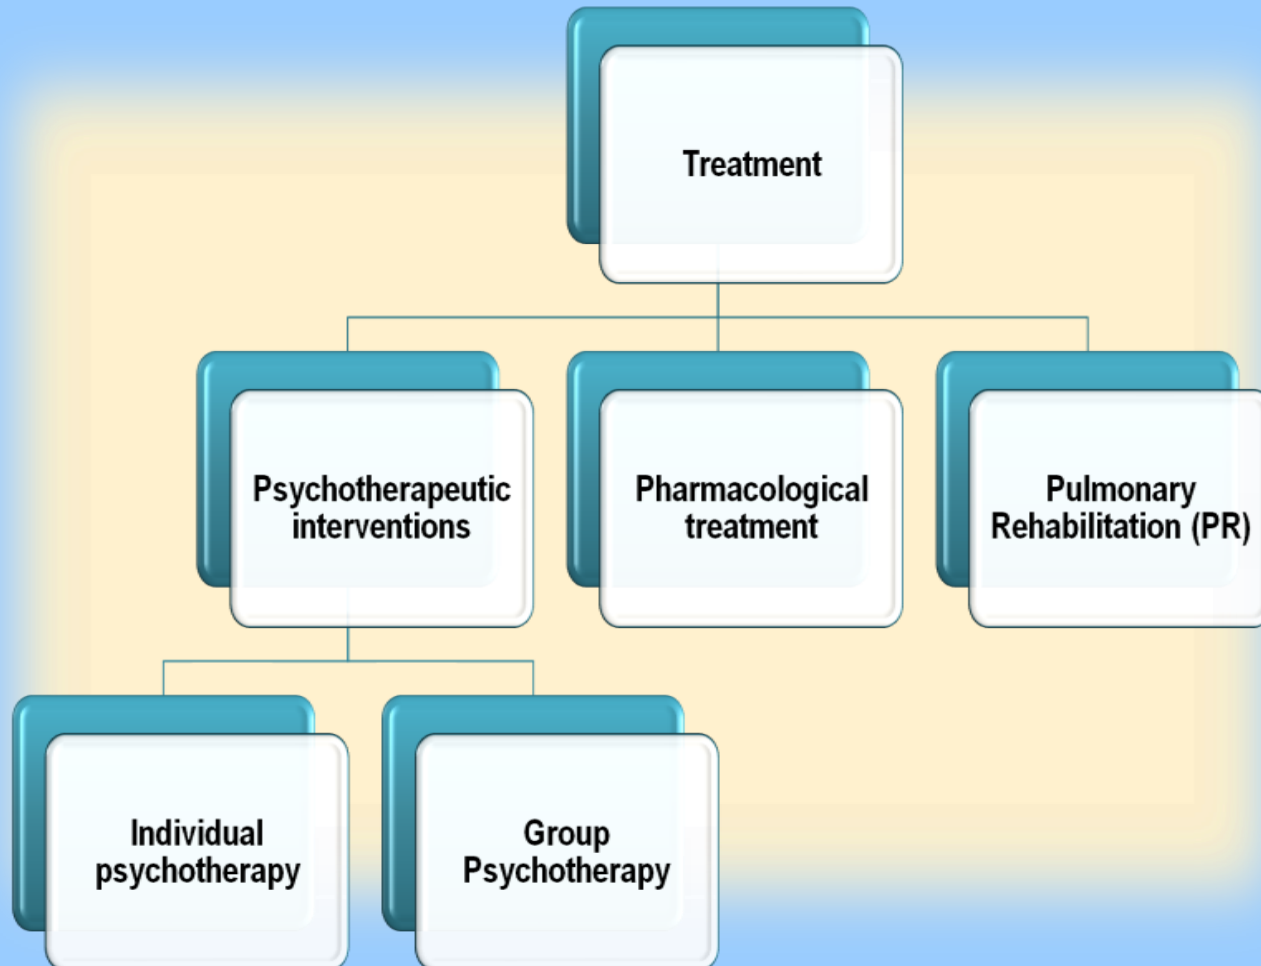 Treatment
Psychotherapeutic
interventions
Pharmacological
treatment
Pulmonary
Rehabilitation (PR)
Individual
psychotherapy
Group
Psychotherapy